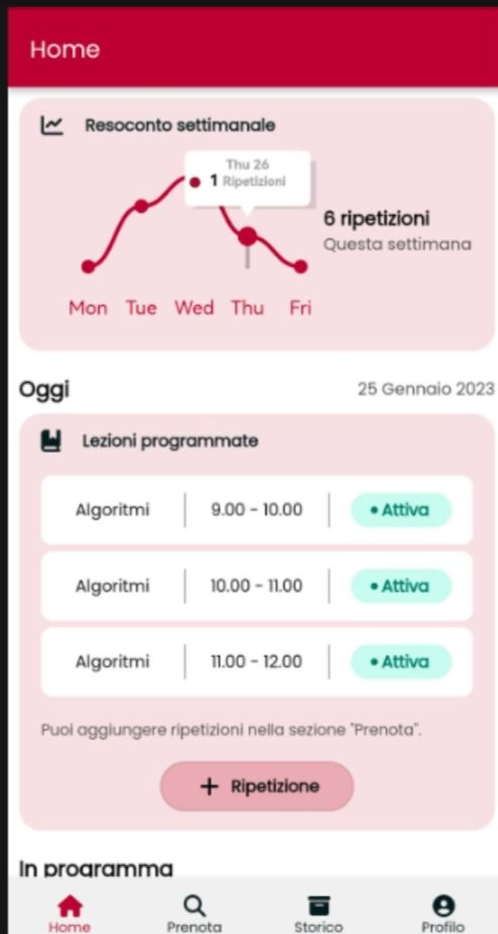 Home
Resoconto settimanale
Thu 26
1 Ripetizioni
6 ripetizioni
Questa settimana
Mon Tue Wed Thu Fri
Oggi 25 Gennaio 2023
Lezioni programmate
Algoritmi 9.00 - 10.00 • Attiva
Algoritmi 10.00 - 11.00 • Attiva
Algoritmi 11.00 - 12.00 • Attiva
Puoi aggiungere ripetizioni nella sezione "Prenota".
+ Ripetizione
In programma
Home Prenota Storico Profilo